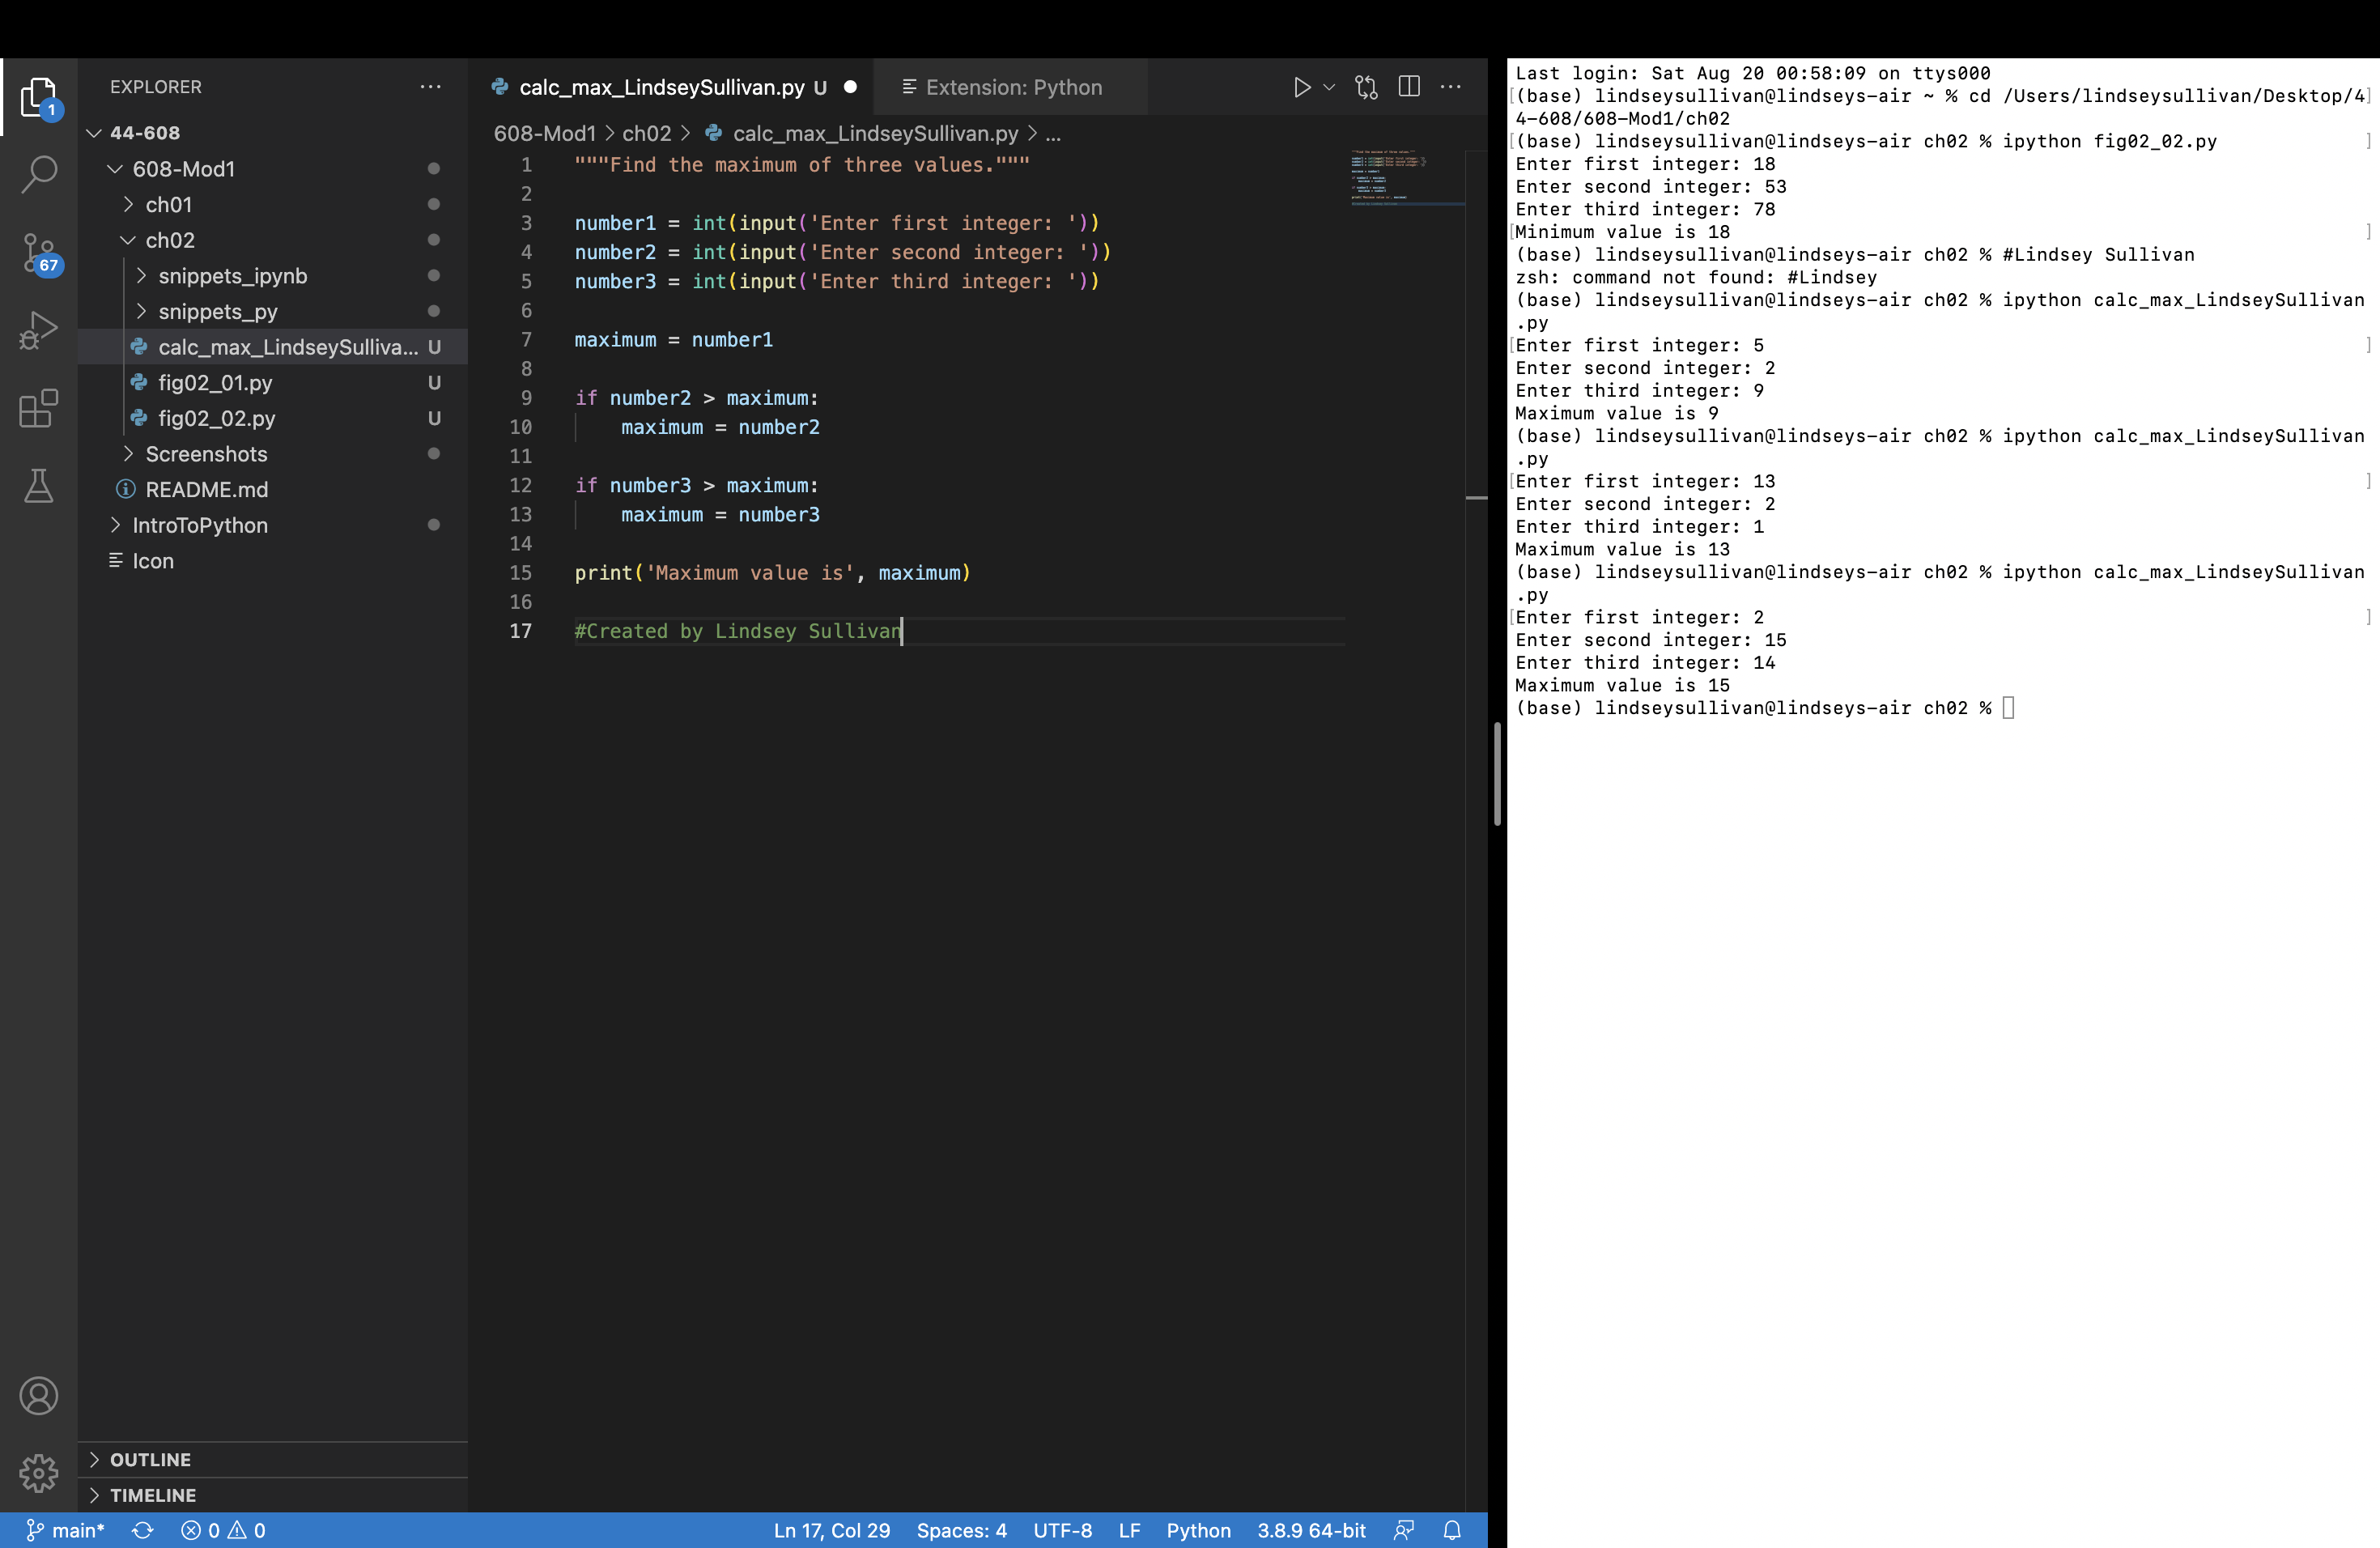 EXPLORER
44-608
608-Mod1
ch01
ch02
snippets_ipynb
snippets_py
calc_max_LindseySulliva... U
fig02_01.py U
fig02_02.py U
Screenshots
README.md
IntroToPython
Icon
OUTLINE
TIMELINE
1
67
calc_max_LindseySullivan.py U
Extension: Python
608-Mod1 > ch02 > calc_max_LindseySullivan.py > ...
1 """Find the maximum of three values."""
2
3 number1 = int(input('Enter first integer: '))
4 number2 = int(input('Enter second integer: '))
5 number3 = int(input('Enter third integer: '))
6
7 maximum = number1
8
9 if number2 > maximum:
10     maximum = number2
11
12 if number3 > maximum:
13     maximum = number3
14
15 print('Maximum value is', maximum)
16
17 #Created by Lindsey Sullivan
main* 0 0 Ln 17, Col 29 Spaces: 4 UTF-8 LF Python 3.8.9 64-bit
Last login: Sat Aug 20 00:58:09 on ttys000
[(base) lindseysullivan@lindseys-air ~ % cd /Users/lindseysullivan/Desktop/4]
4-608/608-Mod1/ch02
[(base) lindseysullivan@lindseys-air ch02 % ipython fig02_02.py ]
Enter first integer: 18
Enter second integer: 53
Enter third integer: 78
[Minimum value is 18 ]
(base) lindseysullivan@lindseys-air ch02 % #Lindsey Sullivan
zsh: command not found: #Lindsey
(base) lindseysullivan@lindseys-air ch02 % ipython calc_max_LindseySullivan
.py
[Enter first integer: 5 ]
Enter second integer: 2
Enter third integer: 9
Maximum value is 9
(base) lindseysullivan@lindseys-air ch02 % ipython calc_max_LindseySullivan
.py
[Enter first integer: 13 ]
Enter second integer: 2
Enter third integer: 1
Maximum value is 13
(base) lindseysullivan@lindseys-air ch02 % ipython calc_max_LindseySullivan
.py
[Enter first integer: 2 ]
Enter second integer: 15
Enter third integer: 14
Maximum value is 15
(base) lindseysullivan@lindseys-air ch02 %